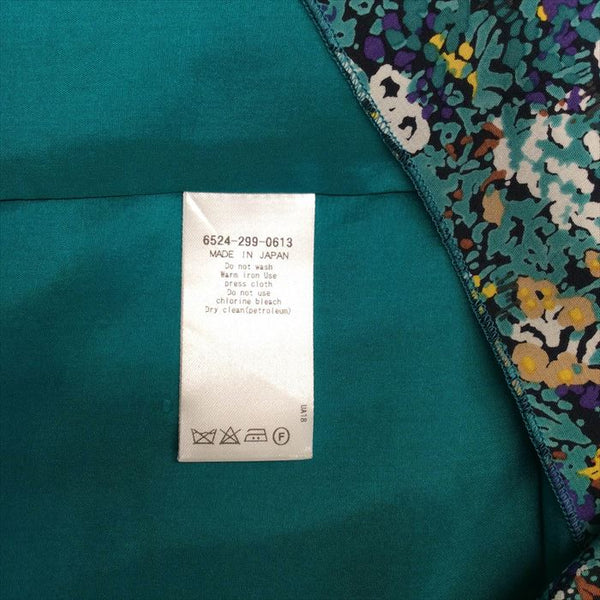 6524-299-0613
MADE IN JAPAN
Do not wash
Warm iron Use
press cloth
Do not use
chlorine bleach
Dry clean(petroleum)
UA18
F